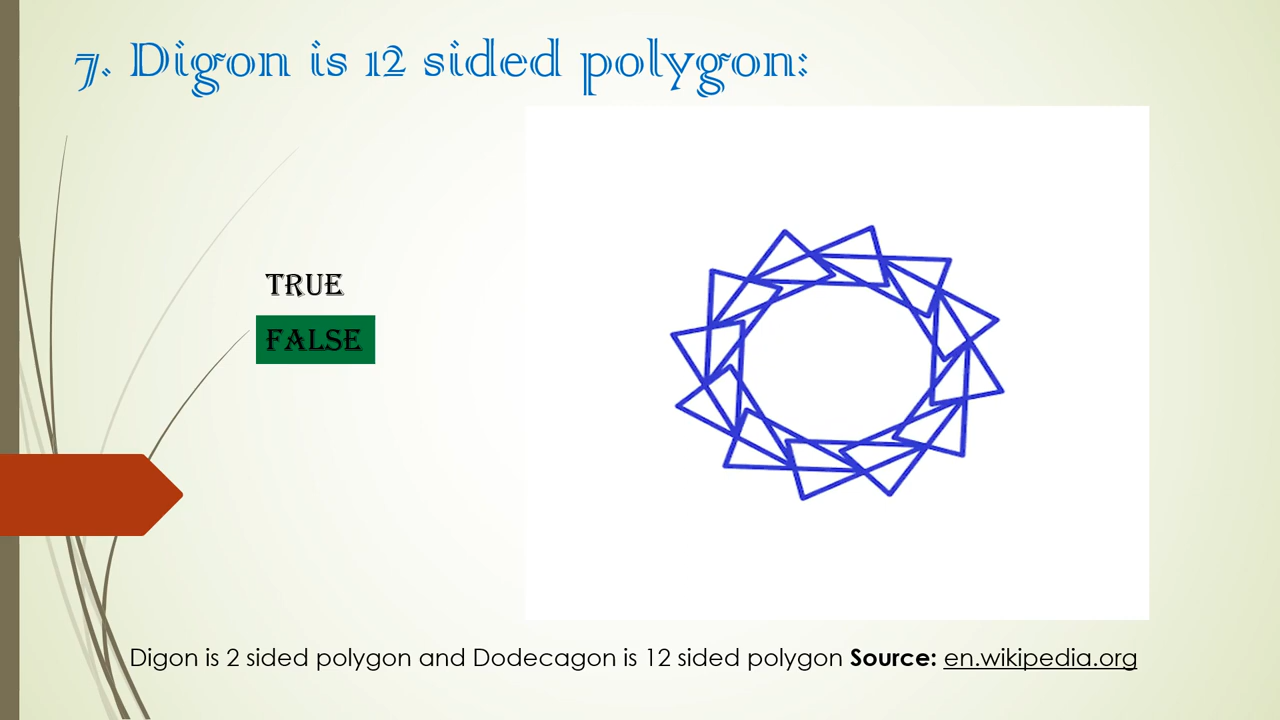 7. Digon is 12 sided polygon:
TRUE
FALSE
Digon is 2 sided polygon and Dodecagon is 12 sided polygon Source: en.wikipedia.org